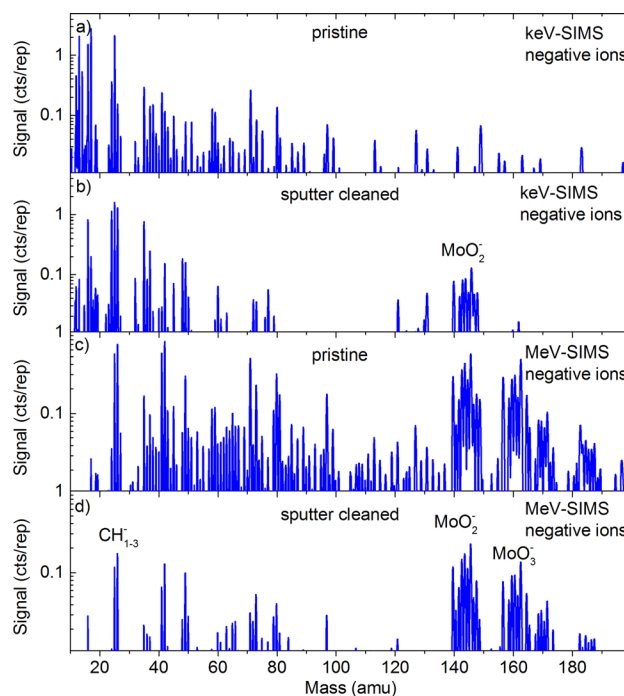 a)
pristine
keV-SIMS
negative ions
Signal (cts/rep)
1
0.1
b)
sputter cleaned
keV-SIMS
negative ions
Signal (cts/rep)
1
0.1
MoO₂⁻
1
c)
pristine
MeV-SIMS
negative ions
Signal (cts/rep)
0.1
1
d)
sputter cleaned
MeV-SIMS
negative ions
Signal (cts/rep)
0.1
CH⁻₁₋₃
MoO₂⁻
MoO₃⁻
20 40 60 80 100 120 140 160 180
Mass (amu)